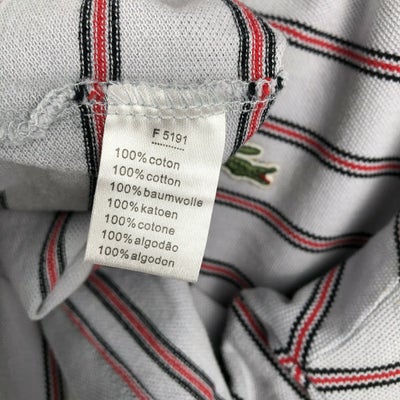 F 5191
100% coton
100% cotton
100% baumwolle
100% katoen
100% cotone
100% algodão
100% algodon